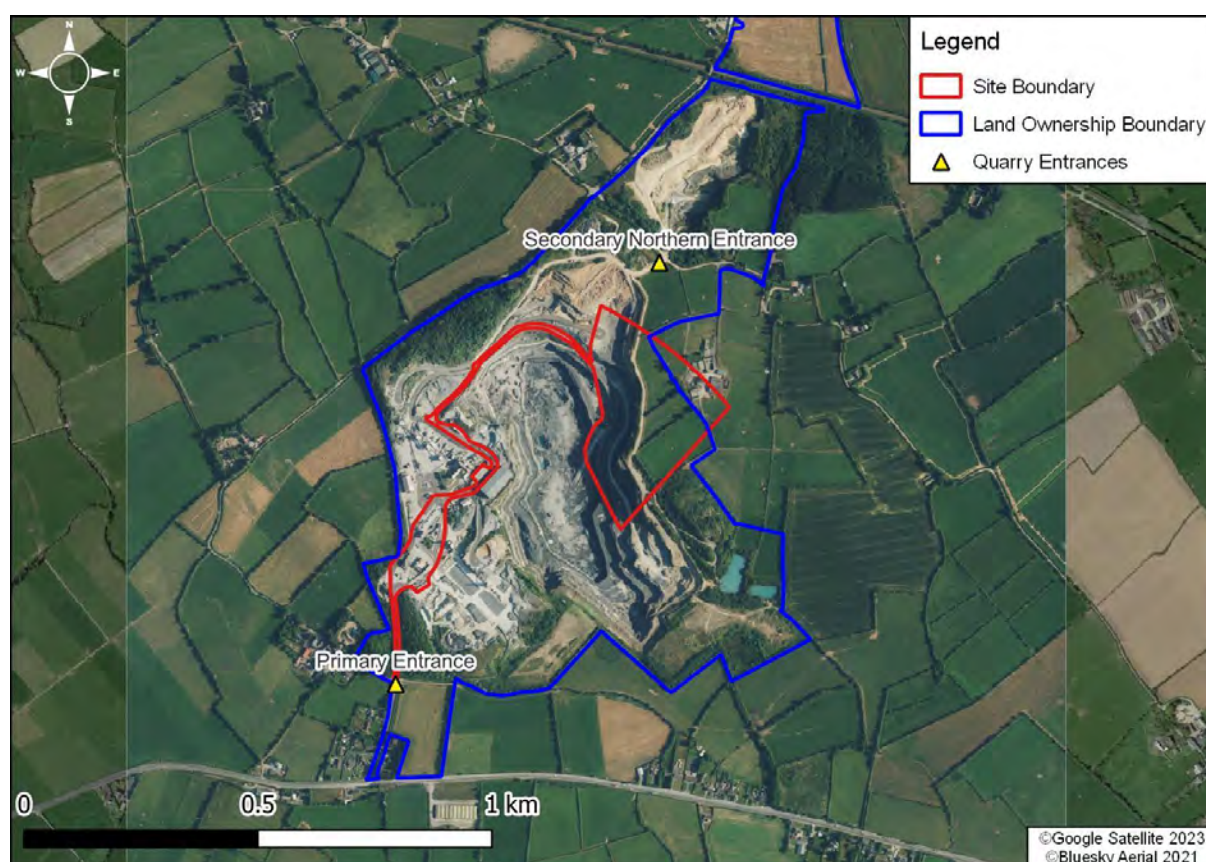 N
W E
S
Legend
Site Boundary
Land Ownership Boundary
Quarry Entrances
Secondary Northern Entrance
Primary Entrance
0 0.5 1 km
©Google Satellite 2023
©Bluesky Aerial 2021